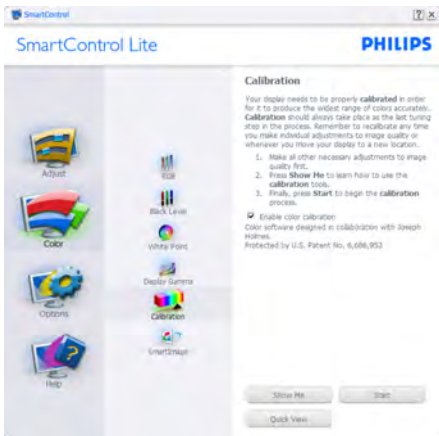 SmartControl
SmartControl Lite
PHILIPS
Adjust
Color
Options
Help
RGB
Black Level
White Point
Display Gamma
Calibration
SmartImage
Calibration
Your display needs to be properly calibrated in order
for it to produce the widest range of colors accurately.
Calibration should always take place as the last tuning
step in the process. Remember to recalibrate any time
you make individual adjustments to image quality or
whenever you move your display to a new location.
1. Make all other necessary adjustments to image
quality first.
2. Press Show Me to learn how to use the
calibration tools.
3. Finally, press Start to begin the calibration
process.
Enable color calibration
Color software designed in collaboration with Joseph
Holmes.
Protected by U.S. Patent No. 6,686,953
Show Me
Start
Quick View